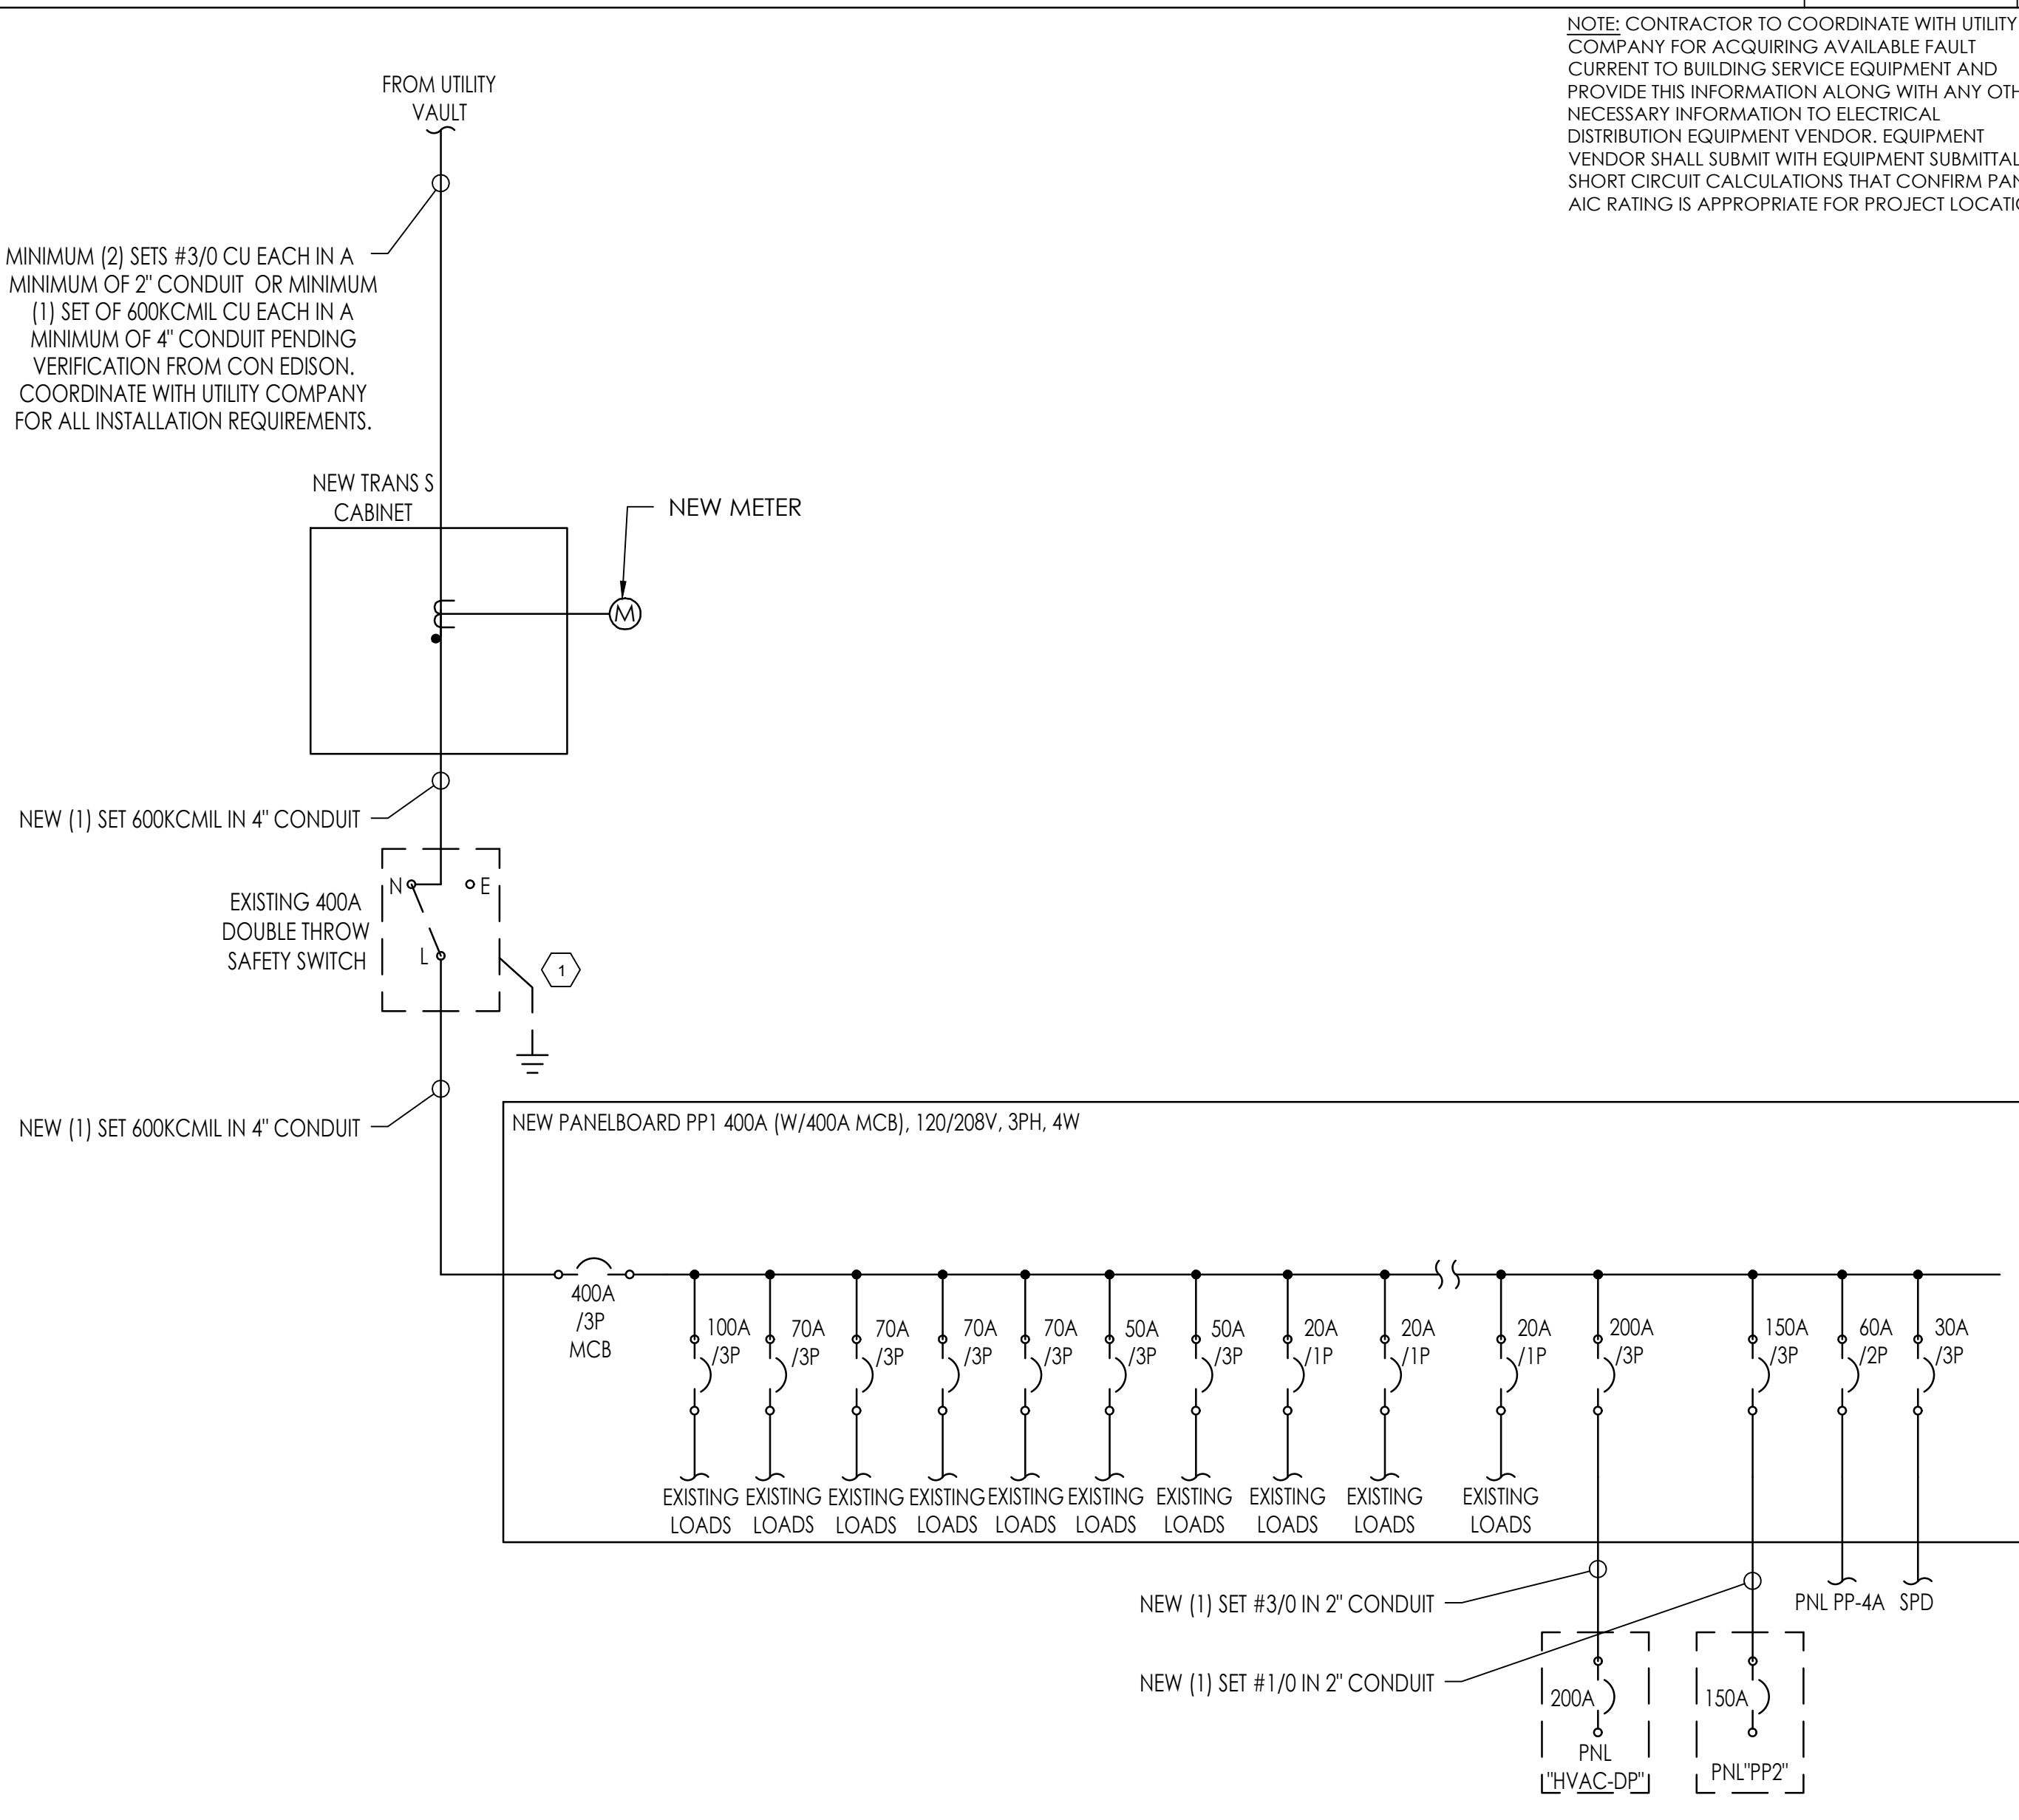 NOTE: CONTRACTOR TO COORDINATE WITH UTILITY
COMPANY FOR ACQUIRING AVAILABLE FAULT
CURRENT TO BUILDING SERVICE EQUIPMENT AND
PROVIDE THIS INFORMATION ALONG WITH ANY
NECESSARY INFORMATION TO ELECTRICAL
DISTRIBUTION EQUIPMENT VENDOR. EQUIPMENT
VENDOR SHALL SUBMIT WITH EQUIPMENT SUBMITTAL
SHORT CIRCUIT CALCULATIONS THAT CONFIRM
AIC RATING IS APPROPRIATE FOR PROJECT
FROM UTILITY
VAULT
MINIMUM (2) SETS #3/0 CU EACH IN A
MINIMUM OF 2" CONDUIT OR MINIMUM
(1) SET OF 600KCMIL CU EACH IN A
MINIMUM OF 4" CONDUIT PENDING
VERIFICATION FROM CON EDISON.
COORDINATE WITH UTILITY COMPANY
FOR ALL INSTALLATION REQUIREMENTS.
NEW TRANS S
CABINET
NEW METER
M
NEW (1) SET 600KCMIL IN 4" CONDUIT
N
E
L
EXISTING 400A
DOUBLE THROW
SAFETY SWITCH
1
NEW (1) SET 600KCMIL IN 4" CONDUIT
NEW PANELBOARD PP1 400A (W/400A MCB), 120/208V, 3PH, 4W
400A
/3P
MCB
100A
/3P
70A
/3P
70A
/3P
70A
/3P
70A
/3P
50A
/3P
50A
/3P
20A
/1P
20A
/1P
20A
/1P
200A
/3P
150A
/3P
60A
/2P
30A
/3P
EXISTING
LOADS
EXISTING
LOADS
EXISTING
LOADS
EXISTING
LOADS
EXISTING
LOADS
EXISTING
LOADS
EXISTING
LOADS
EXISTING
LOADS
EXISTING
LOADS
EXISTING
LOADS
NEW (1) SET #3/0 IN 2" CONDUIT
PNL PP-4A
SPD
NEW (1) SET #1/0 IN 2" CONDUIT
200A
PNL
"HVAC-DP"
150A
PNL"PP2"